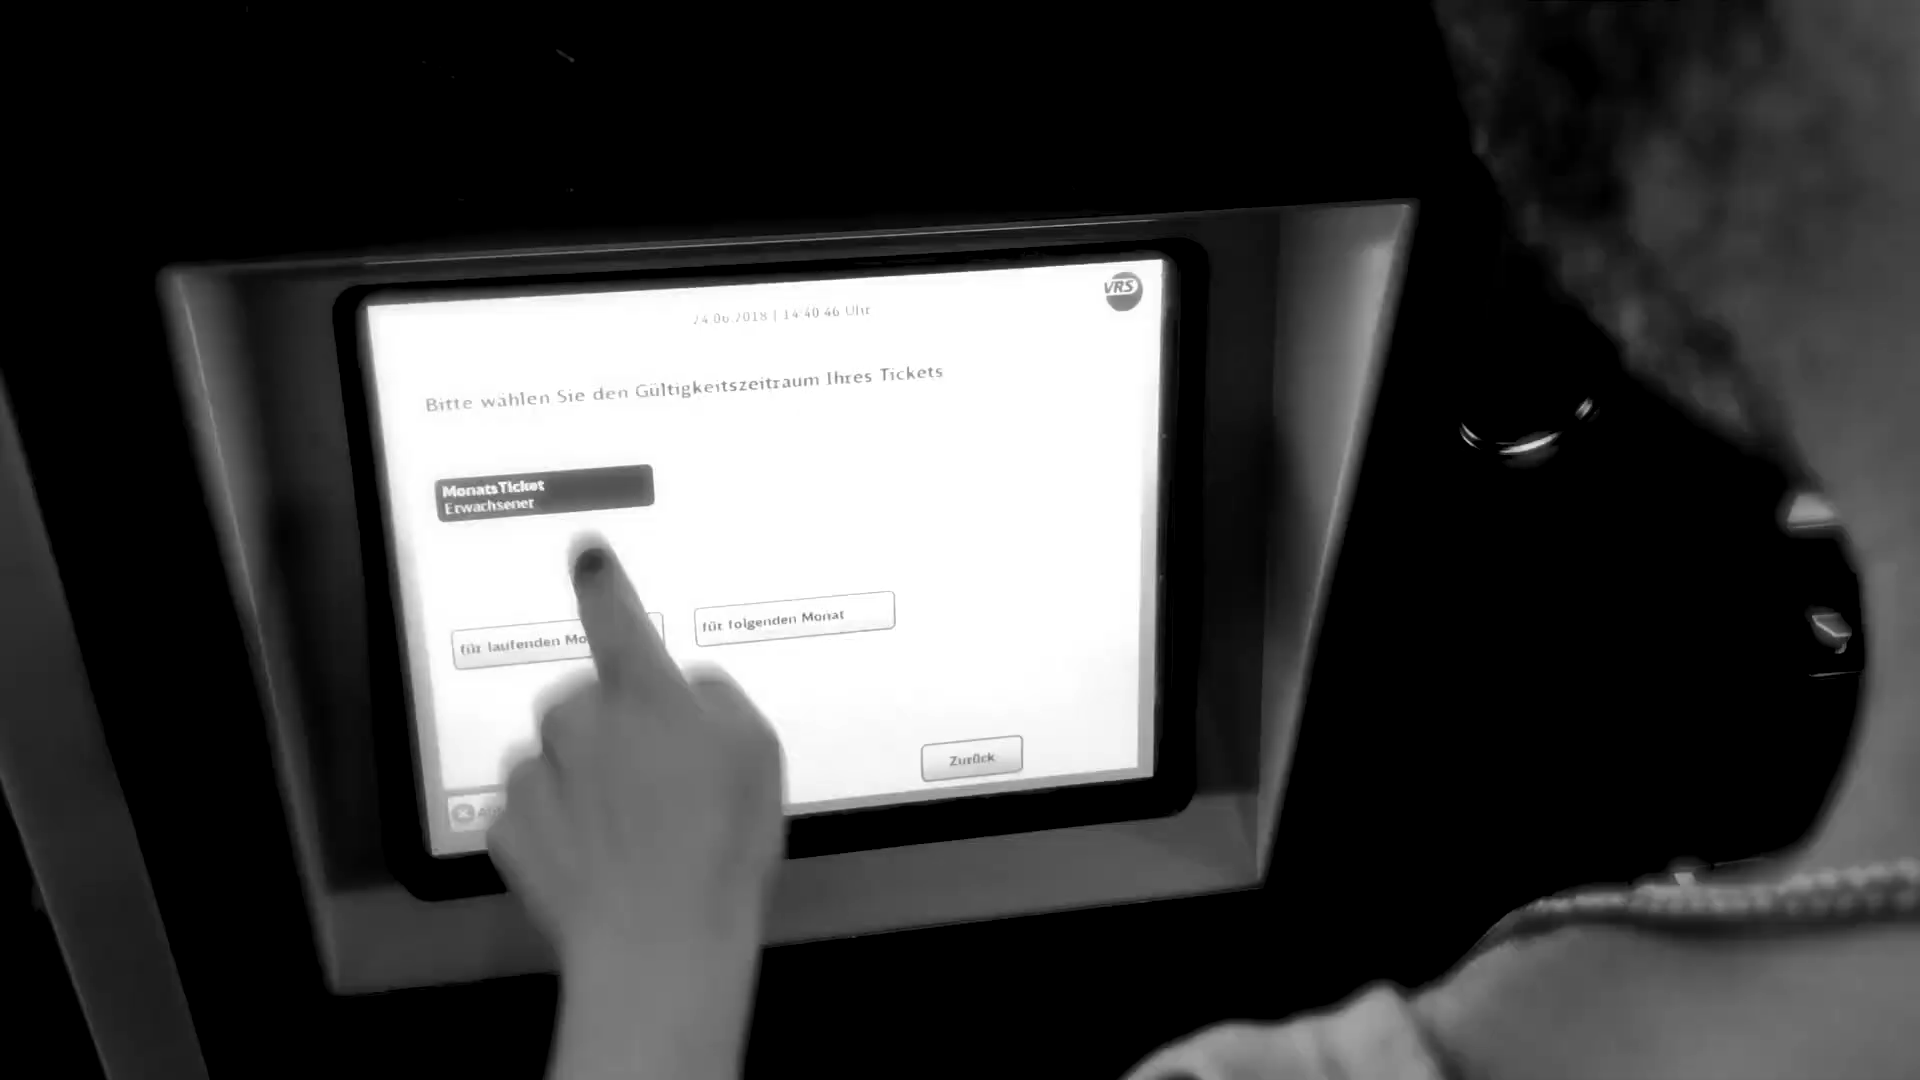 VRS
24.06.2018 | 14:40:46 Uhr
Bitte wählen Sie den Gültigkeitszeitraum Ihres Tickets
MonatsTicket
Erwachsener
für laufenden Mo
für folgenden Monat
Zurück